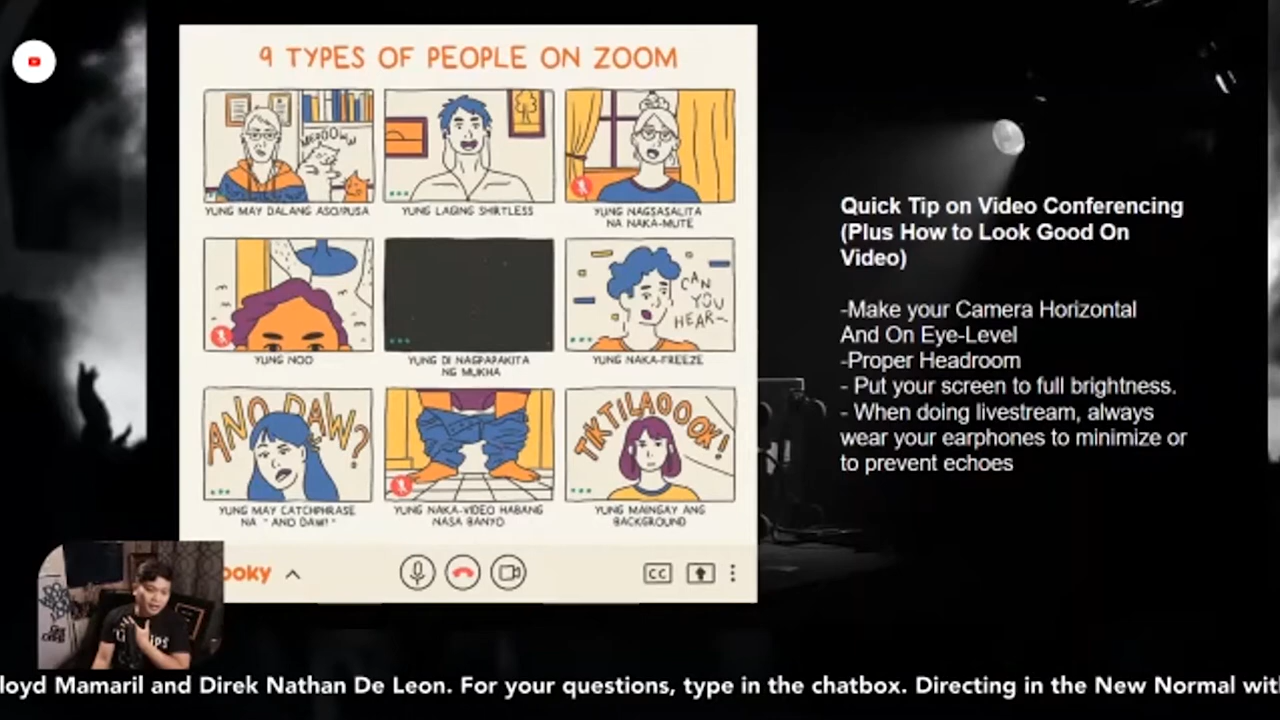 9 TYPES OF PEOPLE ON ZOOM
MEOOWW
YUNG MAY DALANG ASO/PUSA
YUNG LAGING SHIRTLESS
YUNG NAGSASALITA
NA NAKA-MUTE
YUNG NOO
YUNG DI NAGPAPAKITA
NG MUKHA
CAN
YOU
HEAR-
YUNG NAKA-FREEZE
ANO DAW?
YUNG MAY CATCHPHRASE
NA "ANO DAW?"
YUNG NAKA-VIDEO HABANG
NASA BANYO
TIKTILAOOOK!
YUNG MAINGAY ANG
BACKGROUND
ooky
CC
Quick Tip on Video Conferencing
(Plus How to Look Good On
Video)
-Make your Camera Horizontal
And On Eye-Level
-Proper Headroom
- Put your screen to full brightness.
- When doing livestream, always
wear your earphones to minimize or
to prevent echoes
loyd Mamaril and Direk Nathan De Leon. For your questions, type in the chatbox. Directing in the New Normal with